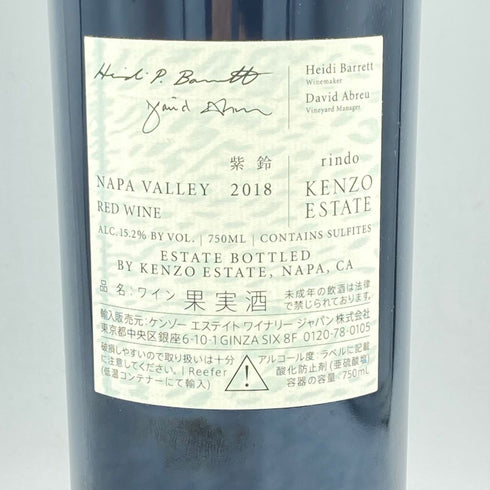 Heidi P. Barrett
Heidi Barrett
Winemaker
David Abreu
David Abreu
Vineyard Manager
紫鈴
rindo
NAPA VALLEY 2018
KENZO
RED WINE
ESTATE
ALC.15.2% BY VOL. | 750ML | CONTAINS SULFITES
ESTATE BOTTLED
BY KENZO ESTATE, NAPA, CA
品名:ワイン 果実酒 未成年の飲酒は法律
で禁じられております。
輸入販売元:ケンゾー エステイト ワイナリー ジャパン株式会社
東京都中央区銀座6-10-1 GINZA SIX 8F 0120-78-0105
破損しやすいので取り扱いは十分
に注意してください。| Reefer
(低温コンテナーにて輸入)
アルコール度:ラベルに記載
酸化防止剤(亜硫酸塩)
容器の容量:750mL